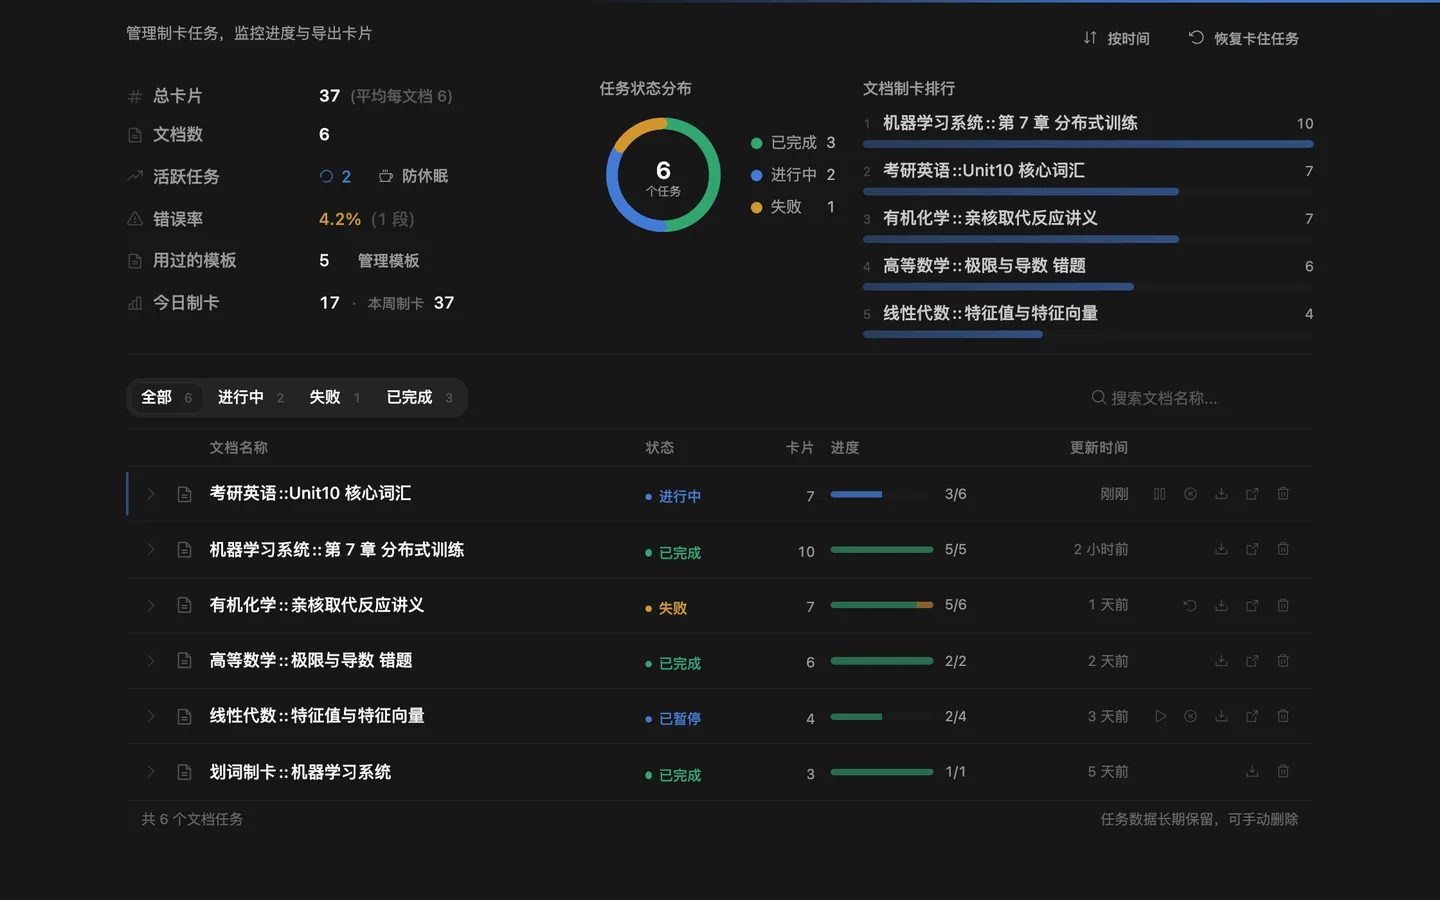 管理制卡任务，监控进度与导出卡片
按时间 恢复卡住任务
总卡片 37 (平均每文档 6)
文档数 6
活跃任务 2 防休眠
错误率 4.2% (1 段)
用过的模板 5 管理模板
今日制卡 17 · 本周制卡 37
任务状态分布
6
个任务
已完成 3
进行中 2
失败 1
文档制卡排行
1 机器学习系统::第 7 章 分布式训练 10
2 考研英语::Unit10 核心词汇 7
3 有机化学::亲核取代反应讲义 7
4 高等数学::极限与导数 错题 6
5 线性代数::特征值与特征向量 4
全部 6 进行中 2 失败 1 已完成 3
搜索文档名称...
文档名称 状态 卡片 进度 更新时间
考研英语::Unit10 核心词汇 进行中 7 3/6 刚刚
机器学习系统::第 7 章 分布式训练 已完成 10 5/5 2 小时前
有机化学::亲核取代反应讲义 失败 7 5/6 1 天前
高等数学::极限与导数 错题 已完成 6 2/2 2 天前
线性代数::特征值与特征向量 已暂停 4 2/4 3 天前
划词制卡::机器学习系统 已完成 3 1/1 5 天前
共 6 个文档任务
任务数据长期保留，可手动删除